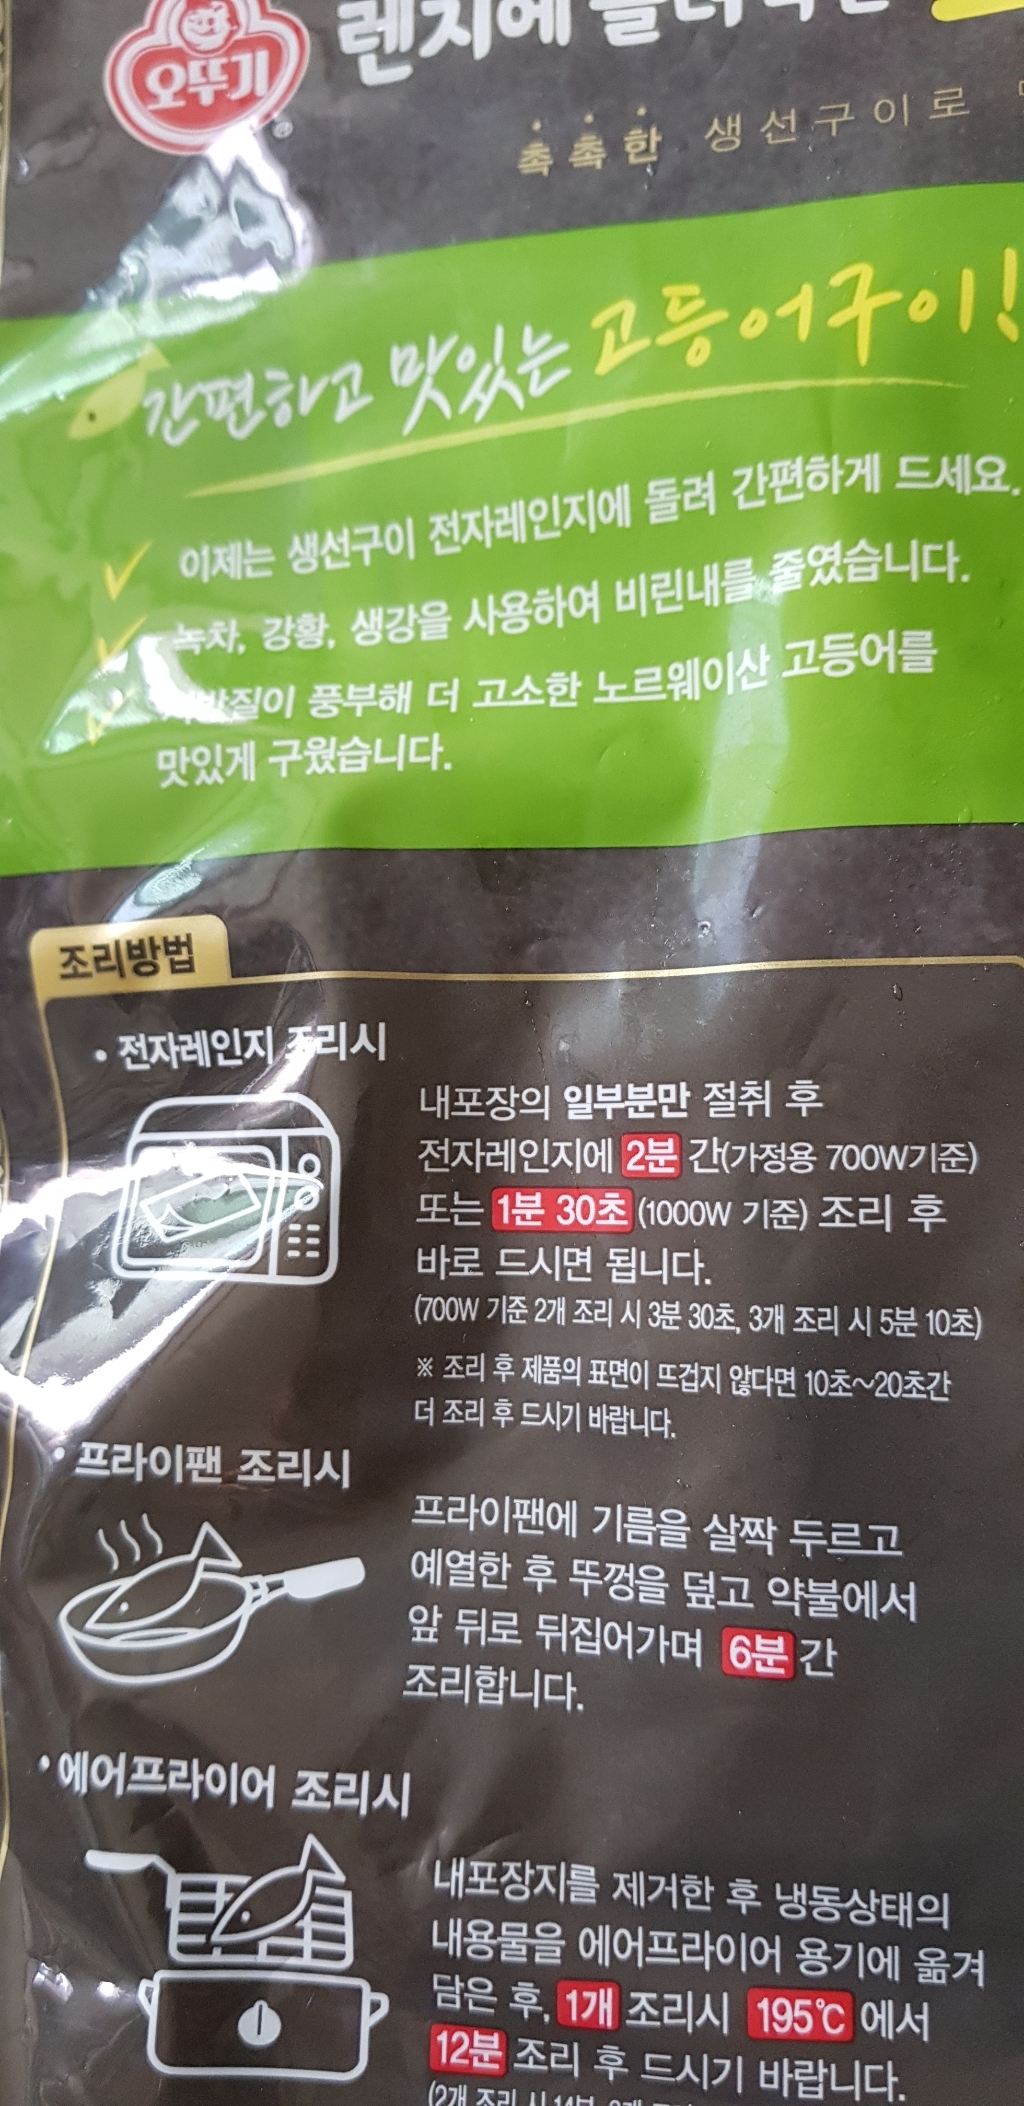 오뚜기
렌지에 돌려
촉촉한 생선구이로
간편하고 맛있는 고등어구이!
이제는 생선구이 전자레인지에 돌려 간편하게 드세요.
녹차, 강황, 생강을 사용하여 비린내를 줄였습니다.
풍부해 더 고소한 노르웨이산 고등어를
맛있게 구웠습니다.
조리방법
• 전자레인지 조리시
내포장의 일부분만 절취 후
전자레인지에 2분 간(가정용 700W기준)
또는 1분 30초 (1000W 기준) 조리 후
바로 드시면 됩니다.
(700W 기준 2개 조리 시 3분 30초, 3개 조리 시 5분 10초)
※ 조리 후 제품의 표면이 뜨겁지 않다면 10초~20초간
더 조리 후 드시기 바랍니다.
• 프라이팬 조리시
프라이팬에 기름을 살짝 두르고
예열한 후 뚜껑을 덮고 약불에서
앞 뒤로 뒤집어가며 6분 간
조리합니다.
• 에어프라이어 조리시
내포장지를 제거한 후 냉동상태의
내용물을 에어프라이어 용기에 옮겨
담은 후, 1개 조리시 195℃ 에서
12분 조리 후 드시기 바랍니다.
(2개 조리 시 14분,